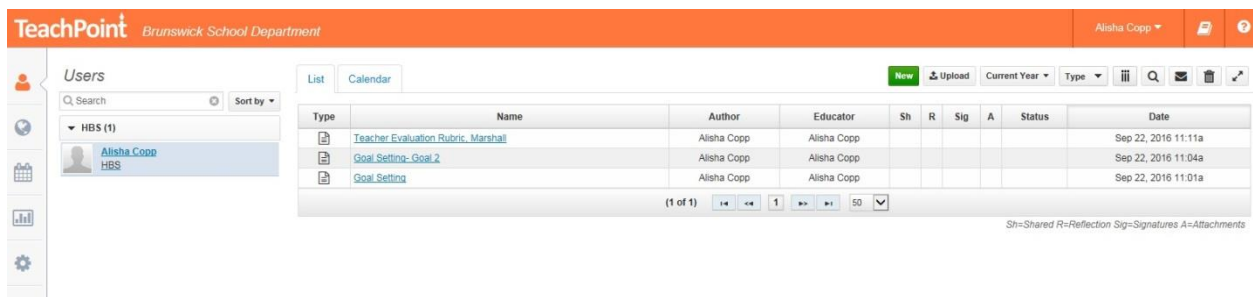 TeachPoint Brunswick School Department Alisha Copp
Users
Search Sort by
HBS (1)
Alisha Copp
HBS
List Calendar New Upload Current Year Type
Type Name Author Educator Sh R Sig A Status Date
Teacher Evaluation Rubric, Marshall Alisha Copp Alisha Copp Sep 22, 2016 11:11a
Goal Setting- Goal 2 Alisha Copp Alisha Copp Sep 22, 2016 11:04a
Goal Setting Alisha Copp Alisha Copp Sep 22, 2016 11:01a
(1 of 1) 1 50
Sh=Shared R=Reflection Sig=Signatures A=Attachments